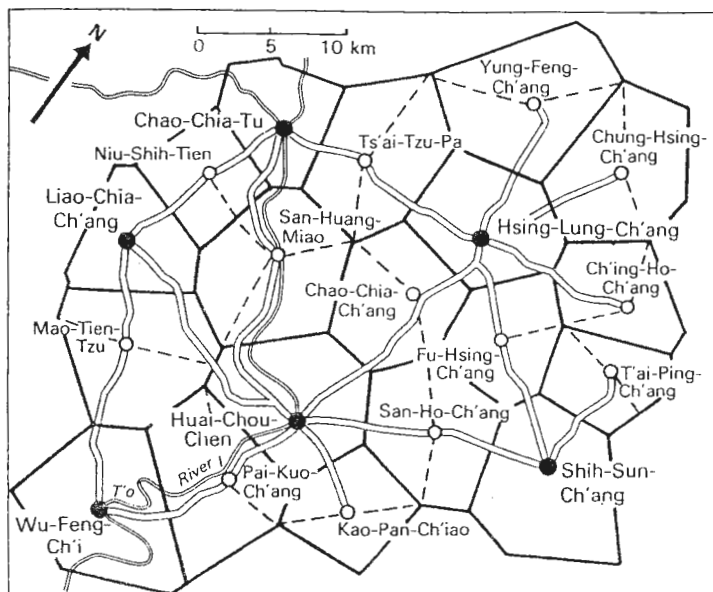 N
0 5 10 km
Yung-Feng-
Ch'ang
Chao-Chia-Tu
Ts'ai-Tzu-Pa
Chung-Hsing-
Ch'ang
Niu-Shih-Tien
Liao-Chia-
Ch'ang
San-Huang-
Miao
Hsing-Lung-Ch'ang
Ch'ing-Ho-
Ch'ang
Chao-Chia-
Ch'ang
Mao-Tien-
Tzu
Fu-Hsing-
Ch'ang
T'ai-Ping-
Ch'ang
Huai-Chou-
Chen
San-Ho-Ch'ang
T'o River
Pai-Kuo-
Ch'ang
Shih-Sun-
Ch'ang
Wu-Feng-
Ch'i
Kao-Pan-Ch'iao